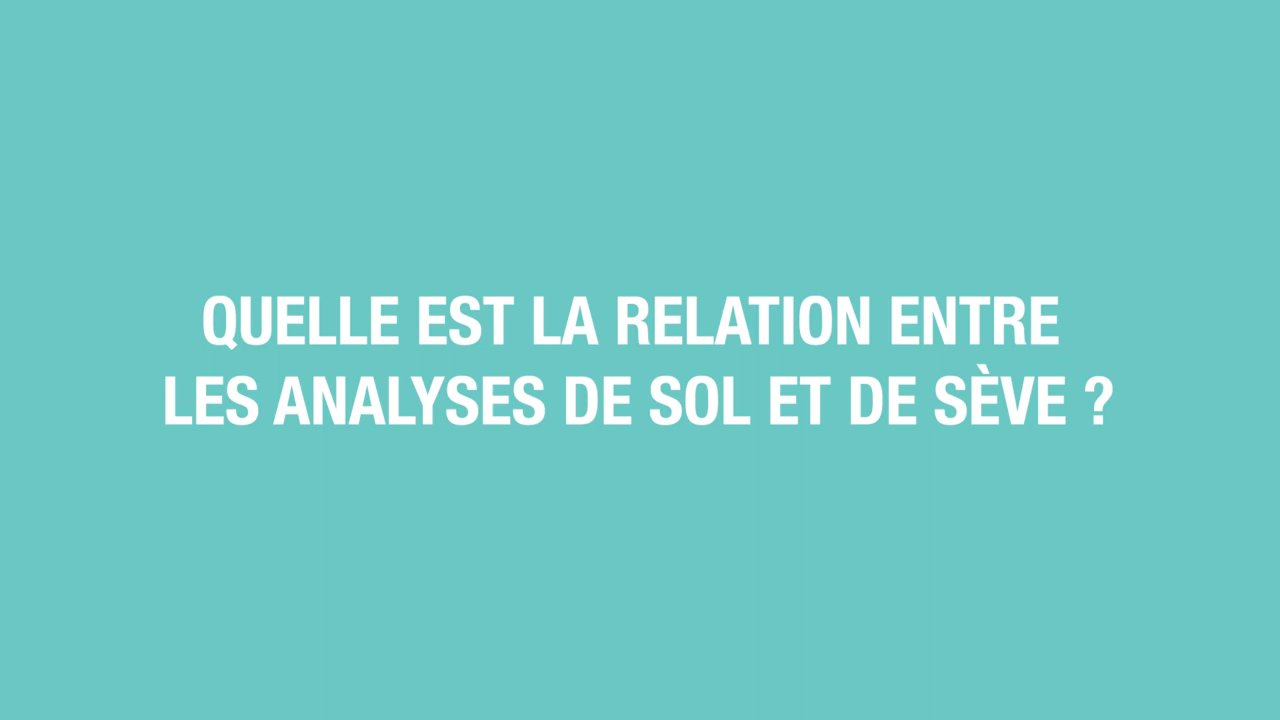 QUELLE EST LA RELATION ENTRE
LES ANALYSES DE SOL ET DE SÈVE ?